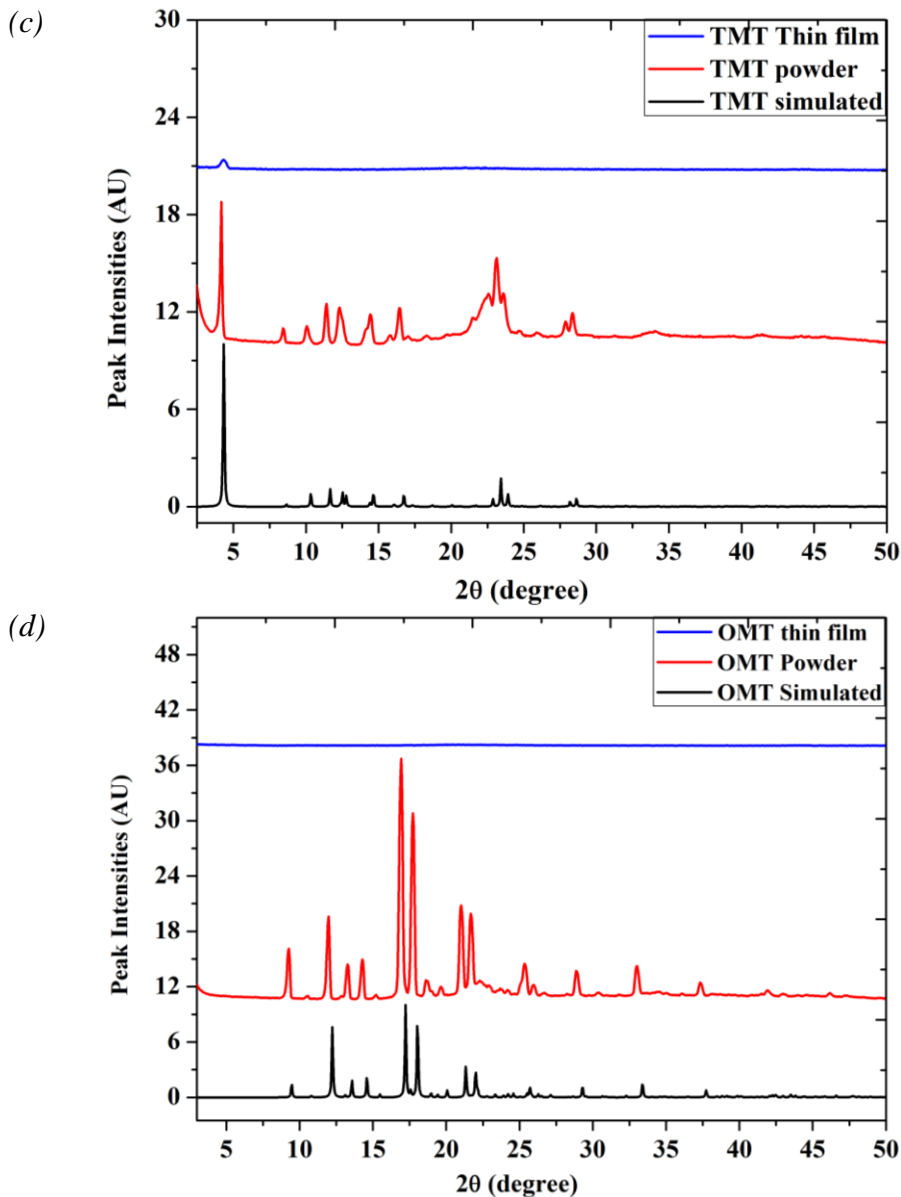 (c)
TMT Thin film
TMT powder
TMT simulated
Peak Intensities (AU)
30
24
18
12
6
0
5 10 15 20 25 30 35 40 45 50
2θ (degree)
(d)
OMT thin film
OMT Powder
OMT Simulated
Peak Intensities (AU)
48
42
36
30
24
18
12
6
0
5 10 15 20 25 30 35 40 45 50
2θ (degree)